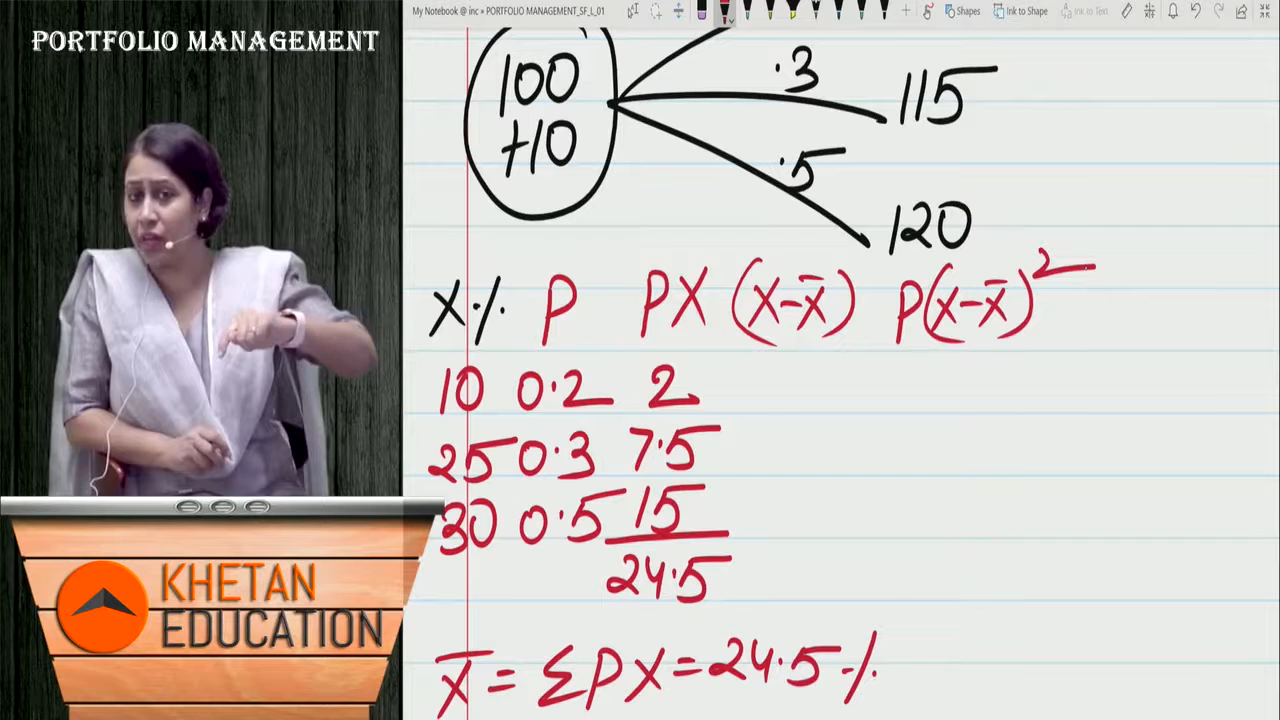 My Notebook @ inc » PORTFOLIO MANAGEMENT_SF_L_01
Shapes
Ink to Shape
Ink to Text
PORTFOLIO MANAGEMENT
100
+10
.3
115
.5
120
X% P PX (X-x̄) P(X-x̄)²
10 0.2 2
25 0.3 7.5
30 0.5 15
24.5
x̄ = ΣPX = 24.5%
KHETAN
EDUCATION